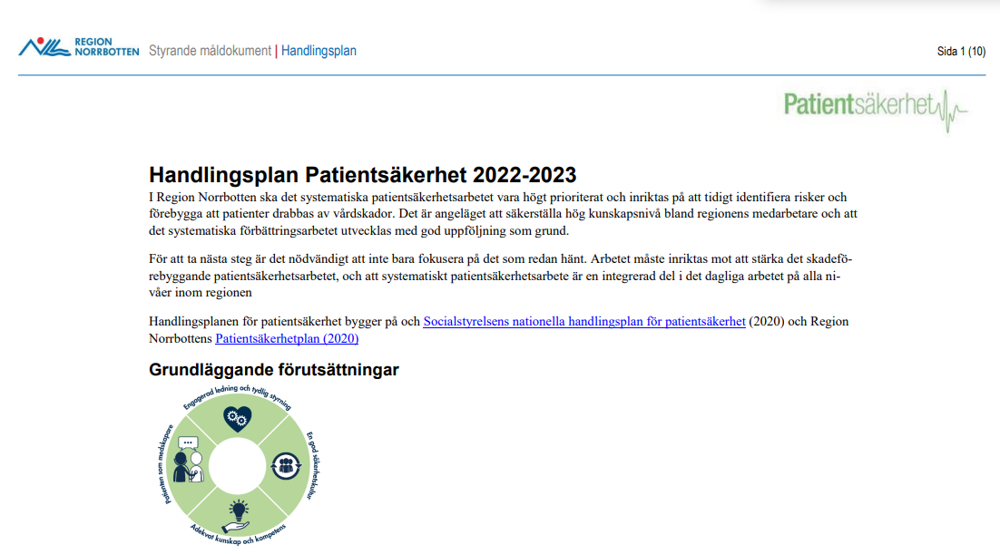 REGION
NORRBOTTEN
Styrande måldokument | Handlingsplan
Sida 1 (10)
Patientsäkerhet
Handlingsplan Patientsäkerhet 2022-2023
I Region Norrbotten ska det systematiska patientsäkerhetsarbetet vara högt prioriterat och inriktas på att tidigt identifiera risker och
förebygga att patienter drabbas av vårdskador. Det är angeläget att säkerställa hög kunskapsnivå bland regionens medarbetare och att
det systematiska förbättringsarbetet utvecklas med god uppföljning som grund.
För att ta nästa steg är det nödvändigt att inte bara fokusera på det som redan hänt. Arbetet måste inriktas mot att stärka det skadefö-
rebyggande patientsäkerhetsarbetet, och att systematiskt patientsäkerhetsarbete är en integrerad del i det dagliga arbetet på alla ni-
våer inom regionen
Handlingsplanen för patientsäkerhet bygger på och Socialstyrelsens nationella handlingsplan för patientsäkerhet (2020) och Region
Norrbottens Patientsäkerhetplan (2020)
Grundläggande förutsättningar
Engagerad ledning och tydlig styrning
En god säkerhetskultur
Adekvat kunskap och kompetens
Patienten som medskapare